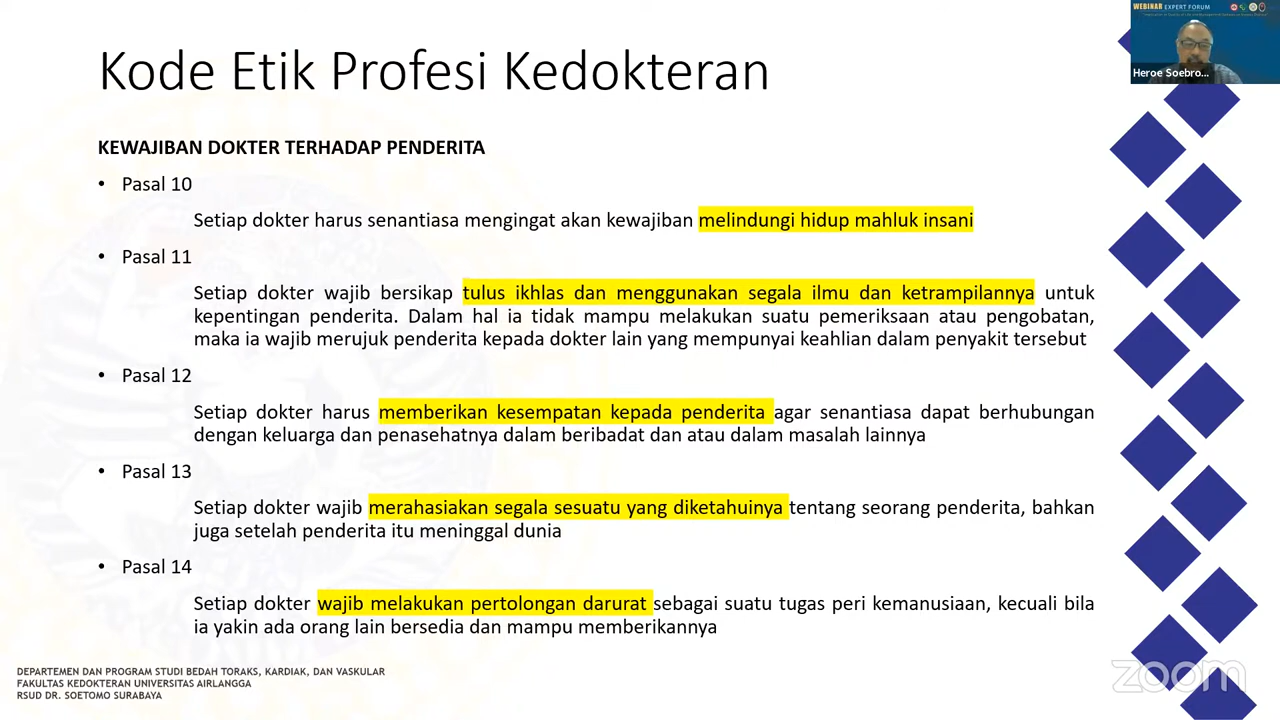 WEBINAR EXPERT FORUM
Heroe Soebro...
Kode Etik Profesi Kedokteran
KEWAJIBAN DOKTER TERHADAP PENDERITA
• Pasal 10
Setiap dokter harus senantiasa mengingat akan kewajiban melindungi hidup mahluk insani
• Pasal 11
Setiap dokter wajib bersikap tulus ikhlas dan menggunakan segala ilmu dan ketrampilannya untuk
kepentingan penderita. Dalam hal ia tidak mampu melakukan suatu pemeriksaan atau pengobatan,
maka ia wajib merujuk penderita kepada dokter lain yang mempunyai keahlian dalam penyakit tersebut
• Pasal 12
Setiap dokter harus memberikan kesempatan kepada penderita agar senantiasa dapat berhubungan
dengan keluarga dan penasehatnya dalam beribadat dan atau dalam masalah lainnya
• Pasal 13
Setiap dokter wajib merahasiakan segala sesuatu yang diketahuinya tentang seorang penderita, bahkan
juga setelah penderita itu meninggal dunia
• Pasal 14
Setiap dokter wajib melakukan pertolongan darurat sebagai suatu tugas peri kemanusiaan, kecuali bila
ia yakin ada orang lain bersedia dan mampu memberikannya
DEPARTEMEN DAN PROGRAM STUDI BEDAH TORAKS, KARDIAK, DAN VASKULAR
FAKULTAS KEDOKTERAN UNIVERSITAS AIRLANGGA
RSUD DR. SOETOMO SURABAYA
zoom